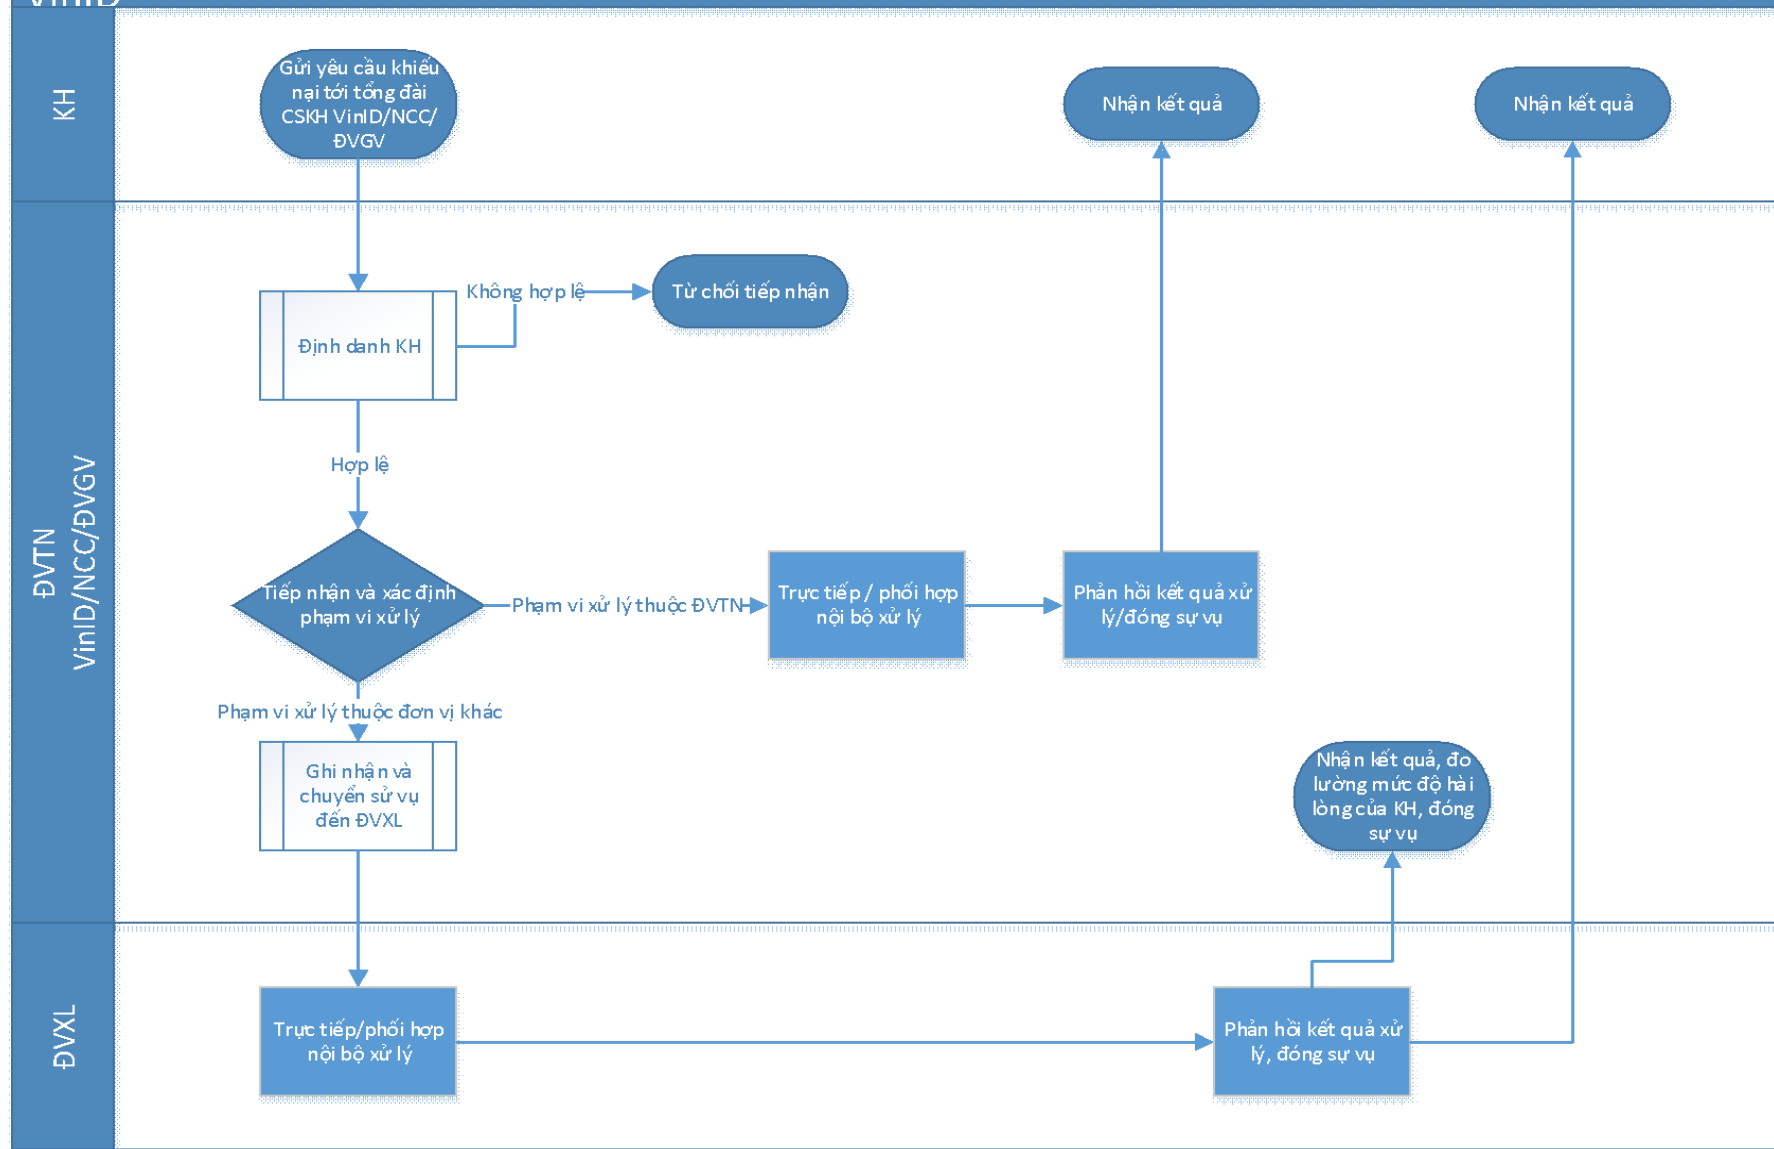 VinID
KH
Gửi yêu cầu khiếu
nại tới tổng đài
CSKH VinID/NCC/
ĐVGV
Nhận kết quả
Nhận kết quả
ĐVTN
VinID/NCC/ĐVGV
Định danh KH
Không hợp lệ
Từ chối tiếp nhận
Hợp lệ
Tiếp nhận và xác định
phạm vi xử lý
Phạm vi xử lý thuộc ĐVTN
Trực tiếp / phối hợp
nội bộ xử lý
Phản hồi kết quả xử
lý/đóng sự vụ
Phạm vi xử lý thuộc đơn vị khác
Ghi nhận và
chuyển sử vụ
đến ĐVXL
Nhận kết quả, đo
lường mức độ hài
lòng của KH, đóng
sự vụ
ĐVXL
Trực tiếp/phối hợp
nội bộ xử lý
Phản hồi kết quả xử
lý, đóng sự vụ